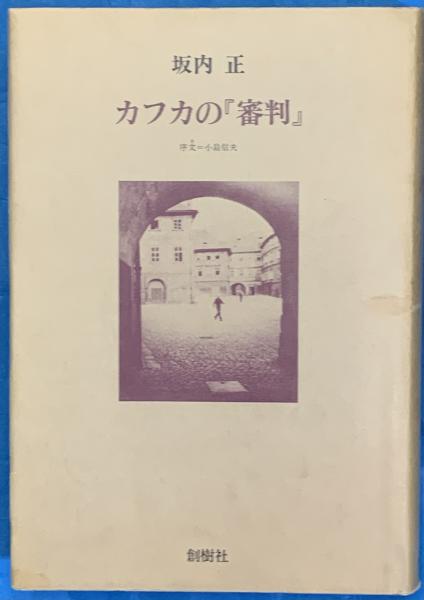 坂内 正
カフカの『審判』
序文=小島信夫
創樹社